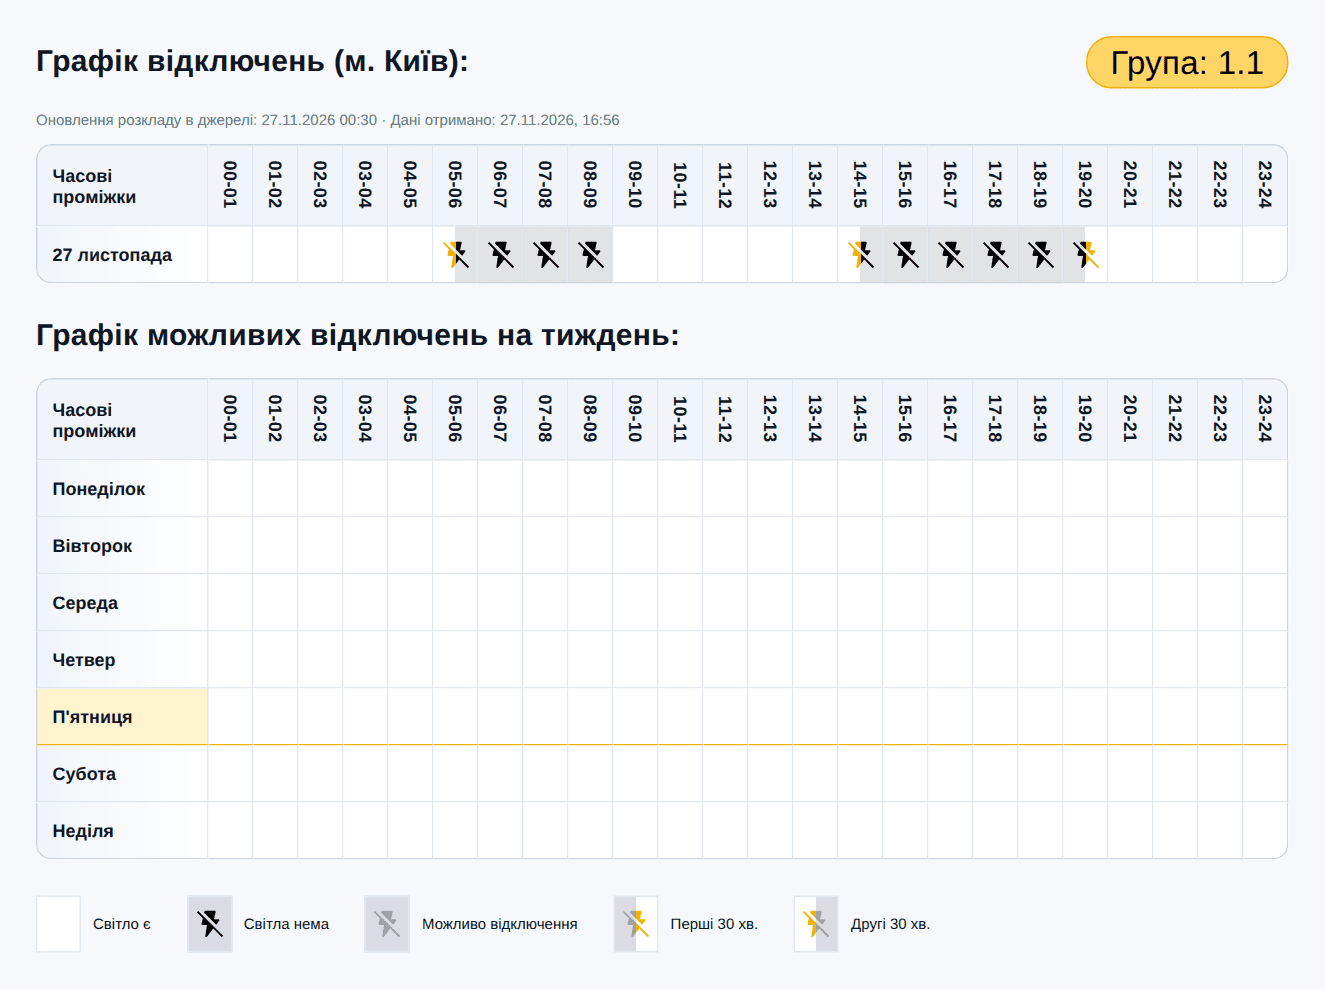 Графік відключень (м. Київ):
Група: 1.1
Оновлення розкладу в джерелі: 27.11.2026 00:30 · Дані отримано: 27.11.2026, 16:56
Часові
проміжки
00-01 01-02 02-03 03-04 04-05 05-06 06-07 07-08 08-09 09-10 10-11 11-12 12-13 13-14 14-15 15-16 16-17 17-18 18-19 19-20 20-21 21-22 22-23 23-24
27 листопада
Графік можливих відключень на тиждень:
Часові
проміжки
00-01 01-02 02-03 03-04 04-05 05-06 06-07 07-08 08-09 09-10 10-11 11-12 12-13 13-14 14-15 15-16 16-17 17-18 18-19 19-20 20-21 21-22 22-23 23-24
Понеділок
Вівторок
Середа
Четвер
П'ятниця
Субота
Неділя
Світло є Світла нема Можливо відключення Перші 30 хв. Другі 30 хв.